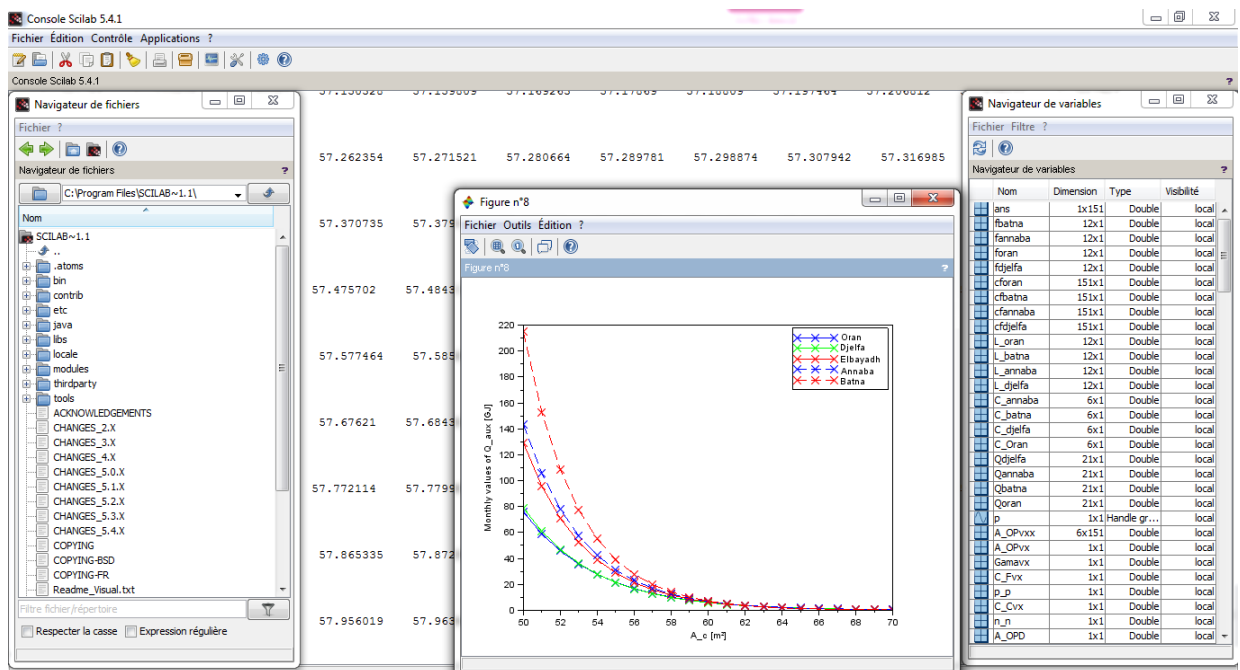 Console Scilab 5.4.1
Fichier Édition Contrôle Applications ?
Console Scilab 5.4.1 ?
Navigateur de fichiers
Fichier ?
Navigateur de fichiers ?
C:\Program Files\SCILAB~1.1\
Nom
SCILAB~1.1
..
.atoms
bin
contrib
etc
java
libs
locale
modules
thirdparty
tools
ACKNOWLEDGEMENTS
CHANGES_2.X
CHANGES_3.X
CHANGES_4.X
CHANGES_5.0.X
CHANGES_5.1.X
CHANGES_5.2.X
CHANGES_5.3.X
CHANGES_5.4.X
COPYING
COPYING-BSD
COPYING-FR
Readme_Visual.txt
Filtre fichier/répertoire
Respecter la casse Expression régulière
57.262354 57.271521 57.280664 57.289781 57.298874 57.307942 57.316985
57.370735 57.379
57.475702 57.4843
57.577464 57.585
57.67621 57.6843
57.772114 57.7799
57.865335 57.872
57.956019 57.963
Figure n°8
Fichier Outils Édition ?
Figure n°8 ?
220
200
180
160
140
120
100
80
60
40
20
0
Monthly values of Q_aux [GJ]
50 52 54 56 58 60 62 64 66 68 70
A_c [m²]
Oran
Djelfa
Elbayadh
Annaba
Batna
Navigateur de variables
Fichier Filtre ?
Navigateur de variables ?
Nom Dimension Type Visibilité
ans 1x151 Double local
fbatna 12x1 Double local
fannaba 12x1 Double local
foran 12x1 Double local
fdjelfa 12x1 Double local
cforan 151x1 Double local
cfbatna 151x1 Double local
cfannaba 151x1 Double local
cfdjelfa 151x1 Double local
L_oran 12x1 Double local
L_batna 12x1 Double local
L_annaba 12x1 Double local
L_djelfa 12x1 Double local
C_annaba 6x1 Double local
C_batna 6x1 Double local
C_djelfa 6x1 Double local
C_Oran 6x1 Double local
Qdjelfa 21x1 Double local
Qannaba 21x1 Double local
Qbatna 21x1 Double local
Qoran 21x1 Double local
p 1x1 Handle gr... local
A_OPvxx 6x151 Double local
A_OPvx 1x1 Double local
Gamavx 1x1 Double local
C_Fvx 1x1 Double local
p_p 1x1 Double local
C_Cvx 1x1 Double local
n_n 1x1 Double local
A_OPD 1x1 Double local